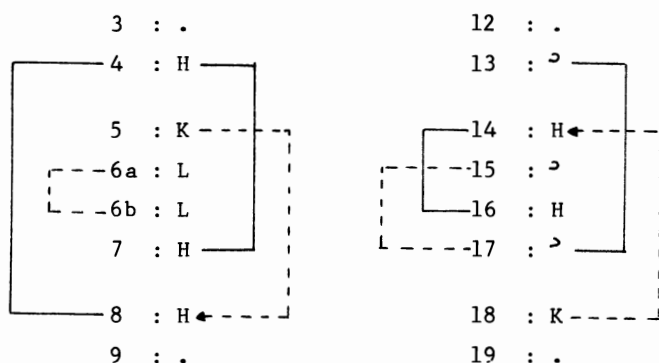 3 : .
4 : H
5 : K
6a : L
6b : L
7 : H
8 : H
9 : .
12 : .
13 : ɔ
14 : H
15 : ɔ
16 : H
17 : ɔ
18 : K
19 : .